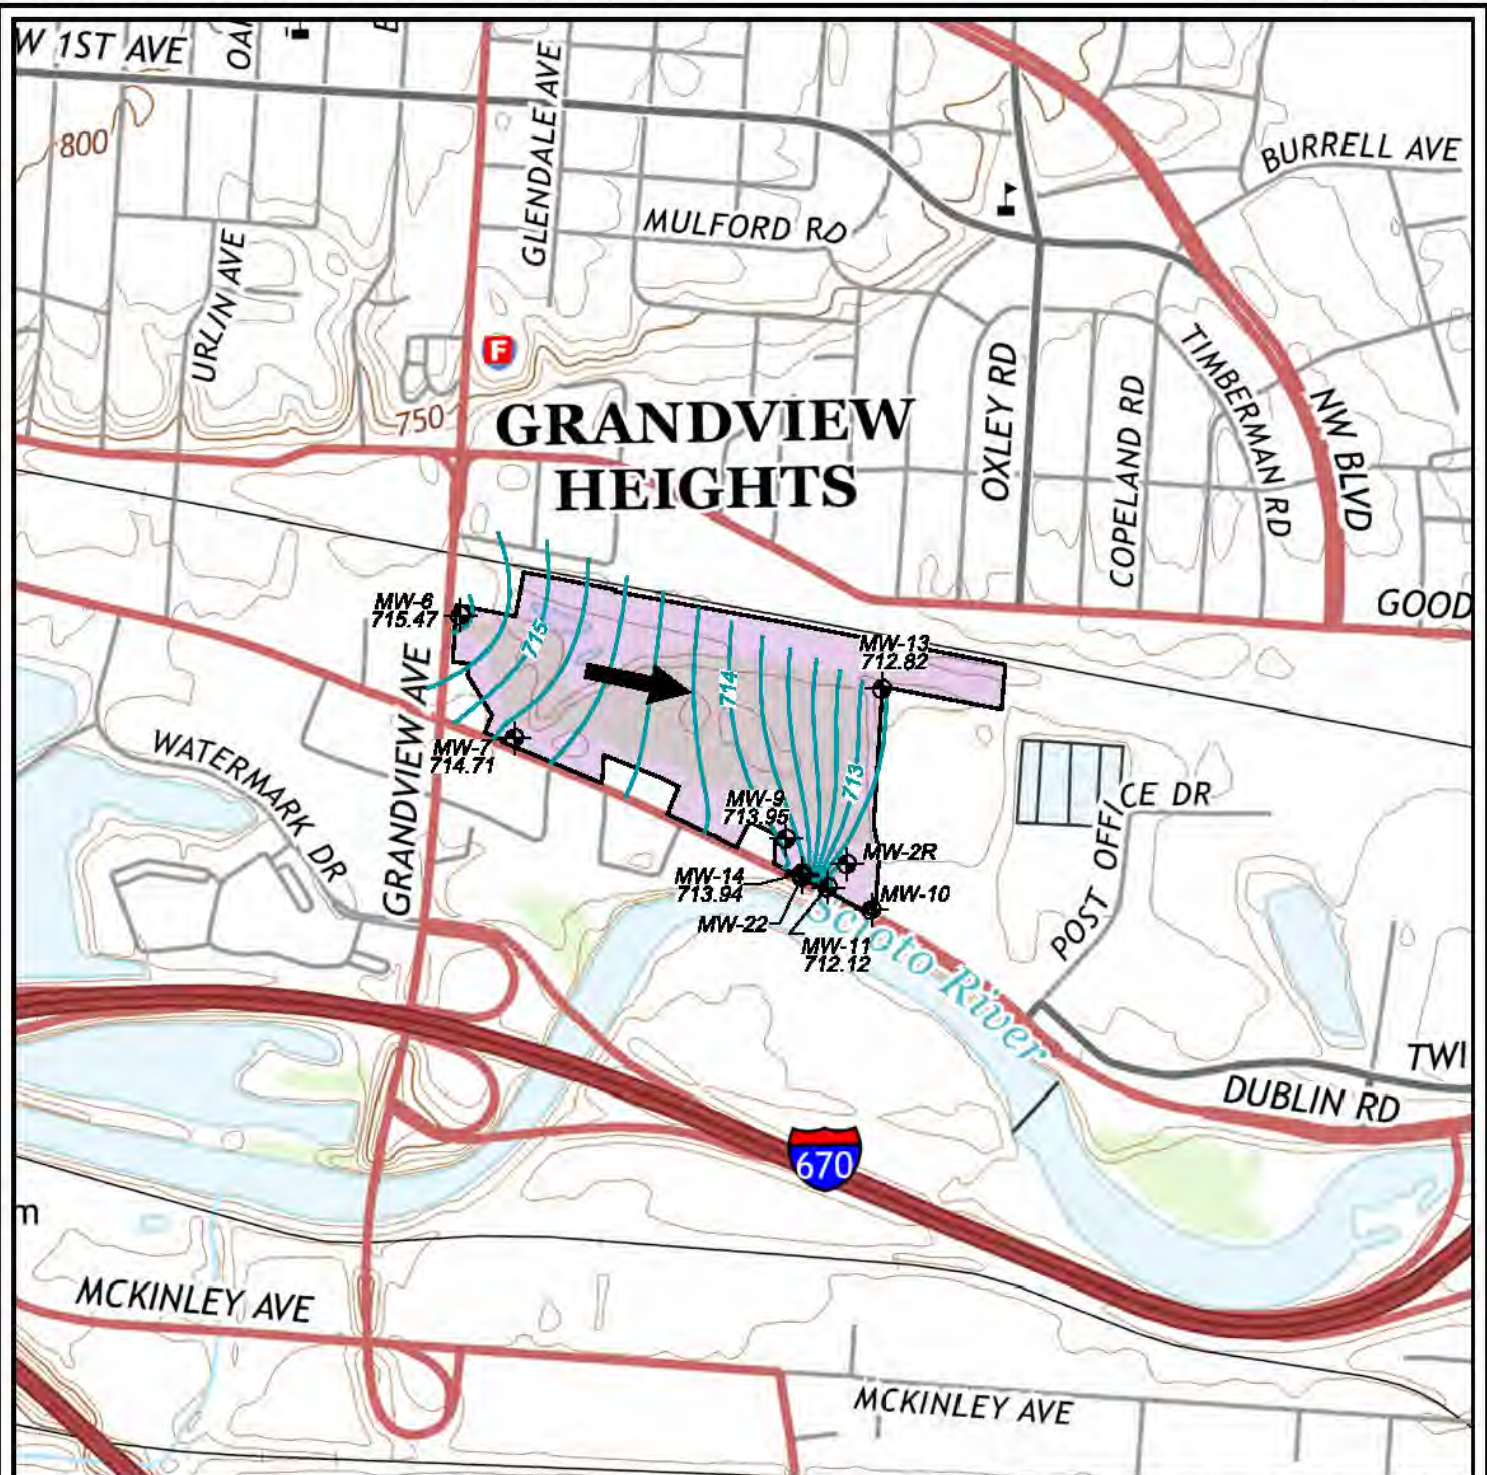 W 1ST AVE
800
GLENDALE AVE
BURRELL AVE
MULFORD RD
URLIN AVE
F
750
GRANDVIEW
HEIGHTS
OXLEY RD
COPELAND RD
TIMBERMAN RD
NW BLVD
GOOD
MW-6
715.47
715
MW-13
712.82
714
GRANDVIEW AVE
MW-7
714.71
WATERMARK DR
713
MW-9
713.95
POST OFFICE DR
MW-2R
MW-14
713.94
MW-10
MW-22
MW-11
712.12
Scioto River
TWI
DUBLIN RD
670
m
MCKINLEY AVE
MCKINLEY AVE